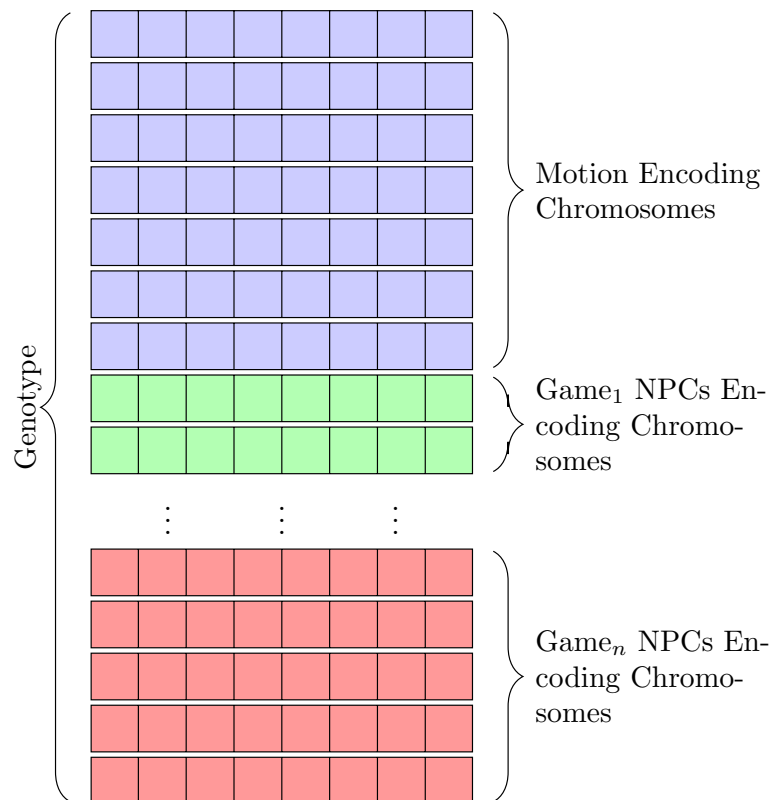 Genotype
Motion Encoding
Chromosomes
Game₁ NPCs En-
coding Chromo-
somes
Gameₙ NPCs En-
coding Chromo-
somes